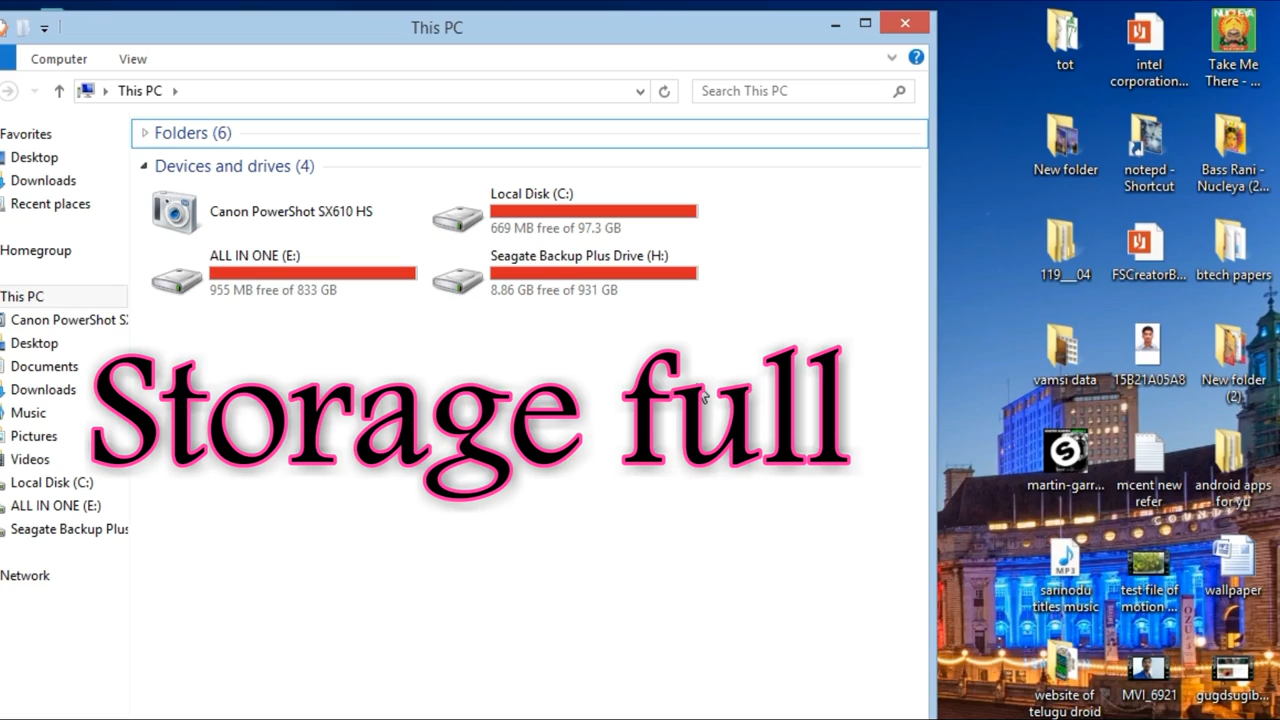 This PC
Computer
View
This PC
Search This PC
Favorites
Desktop
Downloads
Recent places
Homegroup
This PC
Canon PowerShot S
Desktop
Documents
Downloads
Music
Pictures
Videos
Local Disk (C:)
ALL IN ONE (E:)
Seagate Backup Plus
Network
Folders (6)
Devices and drives (4)
Canon PowerShot SX610 HS
Local Disk (C:)
669 MB free of 97.3 GB
ALL IN ONE (E:)
955 MB free of 833 GB
Seagate Backup Plus Drive (H:)
8.86 GB free of 931 GB
Storage full
tot
intel
corporation...
Take Me
There - ...
New folder
notepd -
Shortcut
Bass Rani -
Nucleya (2...
119___04
FSCreatorB...
btech papers
vamsi data
15B21A05A8
New folder
(2)
martin-garr...
mcent new
refer
android apps
for yu
COUNT
MP3
sarinodu
titles music
test file of
motion ...
wallpaper
website of
telugu droid
MVI_6921
gugdsugib...
NUCLEYA